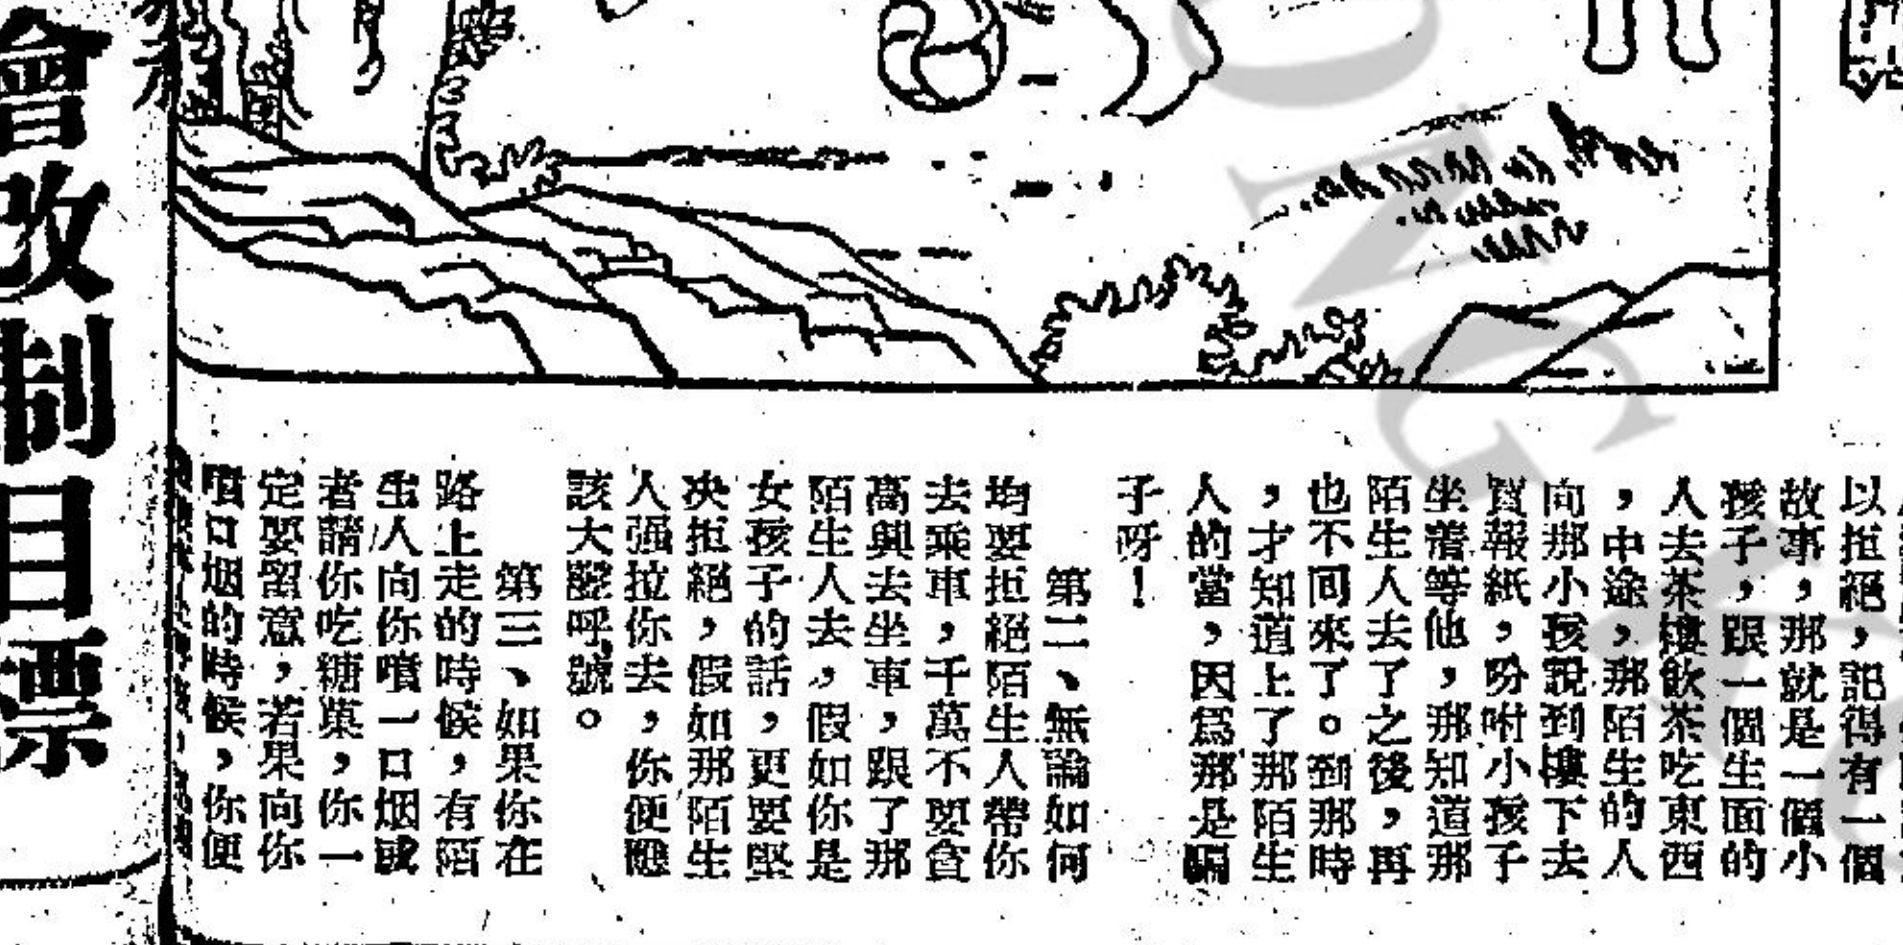 以拒絕，記得有一個
故事，那就是一個小
孩子，跟一個生面的
人去茶樓飲茶吃東西
，中途，那陌生的人
向那小孩說到樓下去
買報紙，吩咐小孩子
坐着等他，那知道那
陌生人去了之後，再
也不回來了。到那時
，才知道上了那陌生
人的當，因爲那是騙
子呀！
第二、無論如何
均要拒絕陌生人帶你
去乘車，千萬不要貪
高興去坐車，跟了那
陌生人去，假如你是
女孩子的話，更要堅
决拒絕，假如那陌生
人强拉你去，你便應
該大聲呼號。
第三、如果你在
路上走的時候，有陌
生人向你噴一口烟或
者請你吃糖菓，你一
定要留意，若果向你
噴口烟的時候，你便
會改制目標